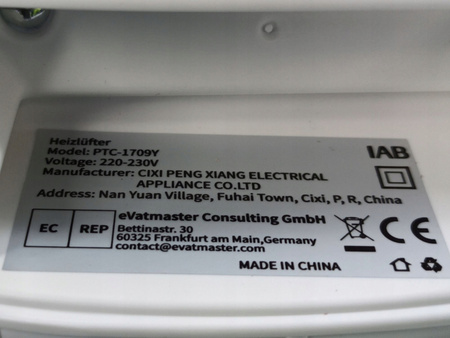 Heizlüfter
Model: PTC-1709Y
Voltage: 220-230V
Manufacturer: CIXI PENG XIANG ELECTRICAL
APPLIANCE CO.LTD
Address: Nan Yuan Village, Fuhai Town, Cixi, P, R, China
IAB
EC REP
eVatmaster Consulting GmbH
Bettinastr. 30
60325 Frankfurt am Main,Germany
contact@evatmaster.com
CE
MADE IN CHINA